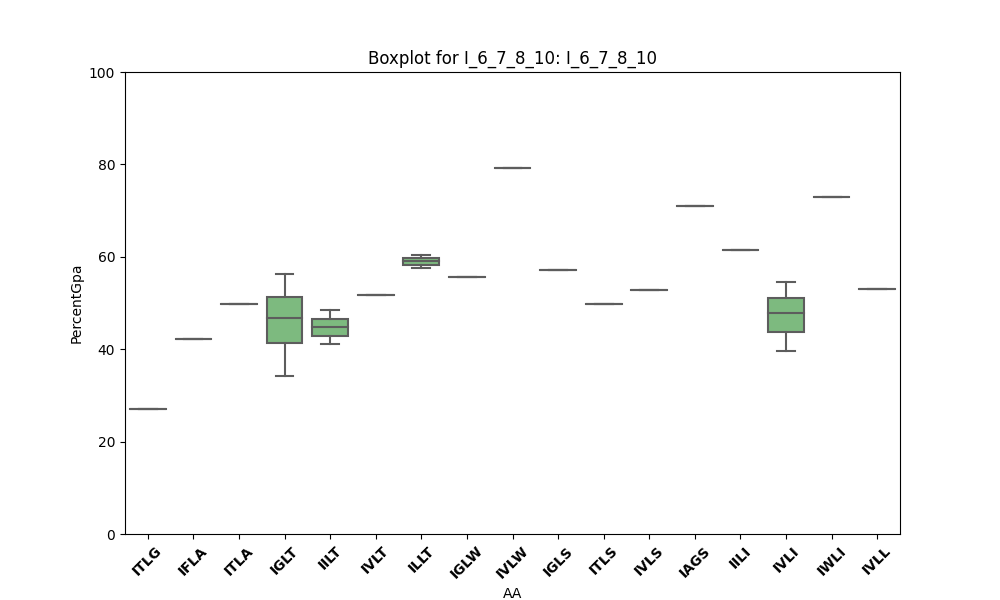 Boxplot for I_6_7_8_10: I_6_7_8_10
100
80
60
40
20
0
PercentGpa
ITLG IFLA ITLA IGLT IILT IVLT ILLT IGLW IVLW IGLS ITLS IVLS IAGS IILI IVLI IWLI IVLL
AA